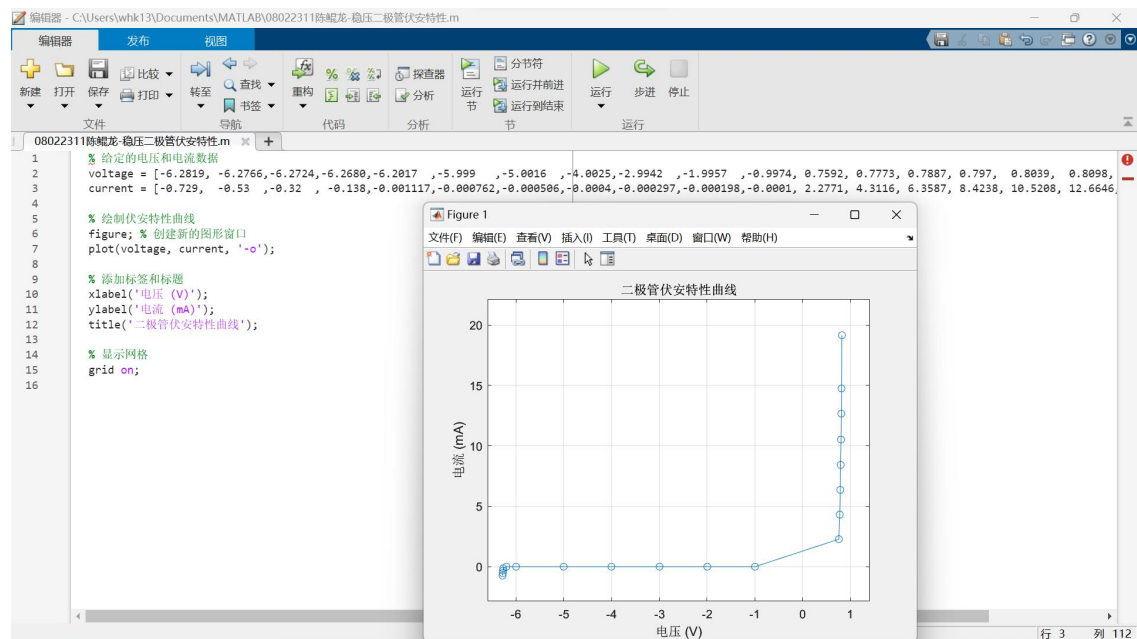 编辑器 - C:\Users\whk13\Documents\MATLAB\08022311陈鲲龙-稳压二极管伏安特性.m
编辑器 发布 视图
新建 打开 保存 比较 打印 转至 查找 书签 重构 探查器 分析 运行节 分节符 运行并前进 运行到结束 运行 步进 停止
文件 导航 代码 分析 节 运行
08022311陈鲲龙-稳压二极管伏安特性.m
1 % 给定的电压和电流数据
2 voltage = [-6.2819, -6.2766,-6.2724,-6.2680,-6.2017 ,-5.999 ,-5.0016 ,-4.0025,-2.9942 ,-1.9957 ,-0.9974, 0.7592, 0.7773, 0.7887, 0.797, 0.8039, 0.8098,
3 current = [-0.729, -0.53 ,-0.32 , -0.138,-0.001117,-0.000762,-0.000506,-0.0004,-0.000297,-0.000198,-0.0001, 2.2771, 4.3116, 6.3587, 8.4238, 10.5208, 12.6646,
4
5 % 绘制伏安特性曲线
6 figure; % 创建新的图形窗口
7 plot(voltage, current, '-o');
8
9 % 添加标签和标题
10 xlabel('电压 (V)');
11 ylabel('电流 (mA)');
12 title('二极管伏安特性曲线');
13
14 % 显示网格
15 grid on;
16
Figure 1
文件(F) 编辑(E) 查看(V) 插入(I) 工具(T) 桌面(D) 窗口(W) 帮助(H)
二极管伏安特性曲线
20
15
10
5
0
电流 (mA)
-6 -5 -4 -3 -2 -1 0 1
电压 (V)
行 3 列 112